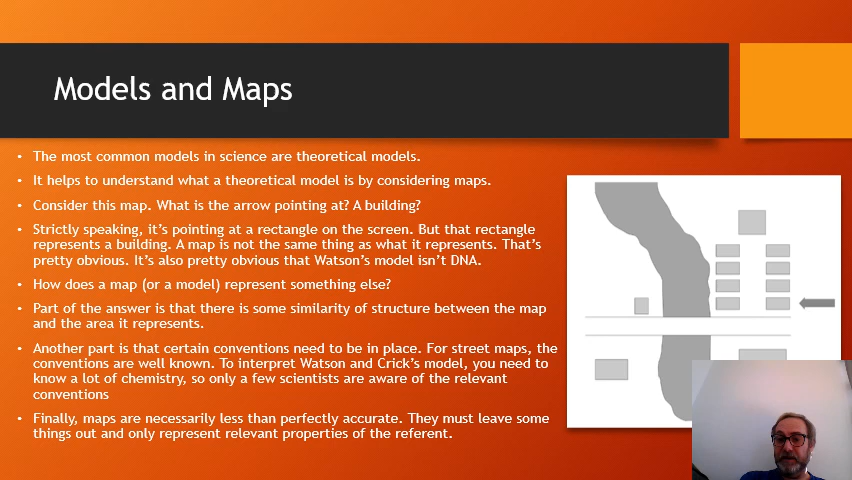 Models and Maps
• The most common models in science are theoretical models.
• It helps to understand what a theoretical model is by considering maps.
• Consider this map. What is the arrow pointing at? A building?
• Strictly speaking, it's pointing at a rectangle on the screen. But that rectangle
represents a building. A map is not the same thing as what it represents. That's
pretty obvious. It's also pretty obvious that Watson's model isn't DNA.
• How does a map (or a model) represent something else?
• Part of the answer is that there is some similarity of structure between the map
and the area it represents.
• Another part is that certain conventions need to be in place. For street maps, the
conventions are well known. To interpret Watson and Crick's model, you need to
know a lot of chemistry, so only a few scientists are aware of the relevant
conventions
• Finally, maps are necessarily less than perfectly accurate. They must leave some
things out and only represent relevant properties of the referent.